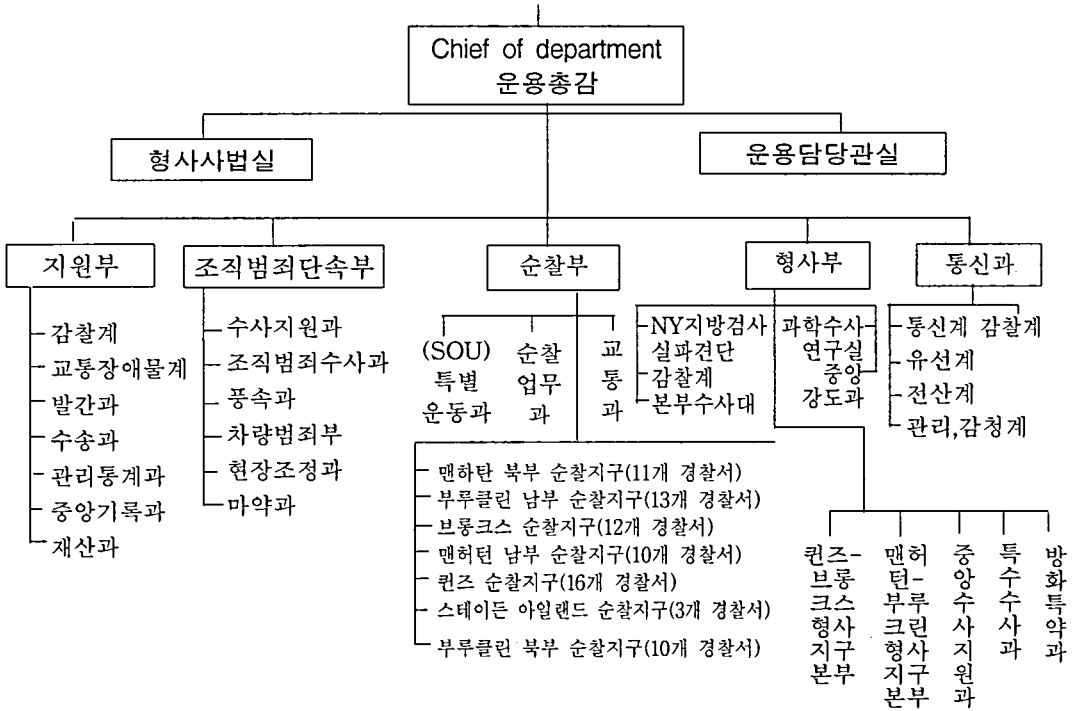 Chief of department
운용총감
형사사법실
운용담당관실
지원부
조직범죄단속부
순찰부
형사부
통신과
감찰계
교통장애물계
발간과
수송과
관리통계과
중앙기록과
재산과
수사지원과
조직범죄수사과
풍속과
차량범죄부
현장조정과
마약과
(SOU)
특별
운동과
순찰
업무
과
교
통
과
NY지방검사
실파견단
감찰계
본부수사대
과학수사
연구실
중앙
강도과
통신계 감찰계
유선계
전산계
관리,감청계
맨하탄 북부 순찰지구(11개 경찰서)
부루클린 남부 순찰지구(13개 경찰서)
브롱크스 순찰지구(12개 경찰서)
맨허턴 남부 순찰지구(10개 경찰서)
퀸즈 순찰지구(16개 경찰서)
스테이든 아일랜드 순찰지구(3개 경찰서)
부루클린 북부 순찰지구(10개 경찰서)
퀸즈-
브롱
크스
형사
지구
본부
맨허
턴-
부루
크린
형사
지구
본부
중
앙
수
사
지
원
과
특
수
수
사
과
방
화
특
약
과